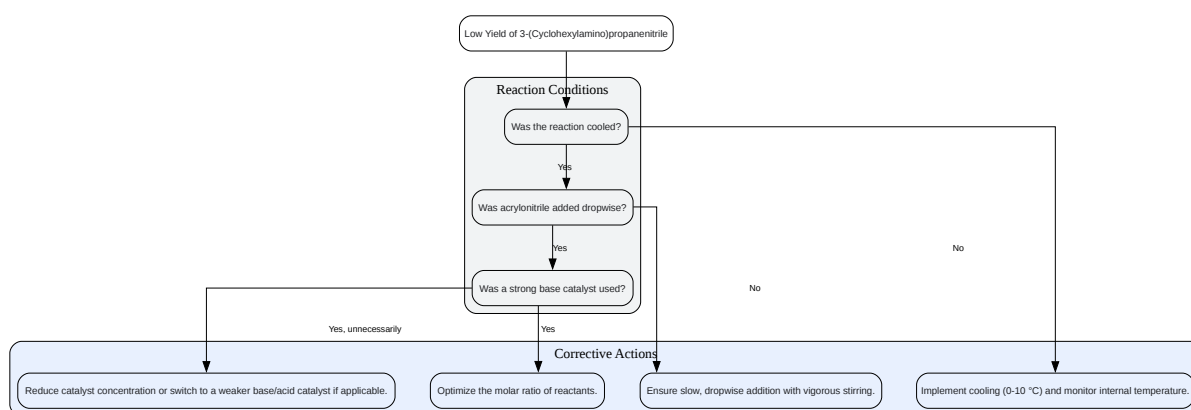 Low Yield of 3-(Cyclohexylamino)propanenitrile
Reaction Conditions
Was the reaction cooled?
Yes
Was acrylonitrile added dropwise?
Yes
No
Was a strong base catalyst used?
No
Yes, unnecessarily
Yes
Corrective Actions
Reduce catalyst concentration or switch to a weaker base/acid catalyst if applicable.
Optimize the molar ratio of reactants.
Ensure slow, dropwise addition with vigorous stirring.
Implement cooling (0-10 °C) and monitor internal temperature.